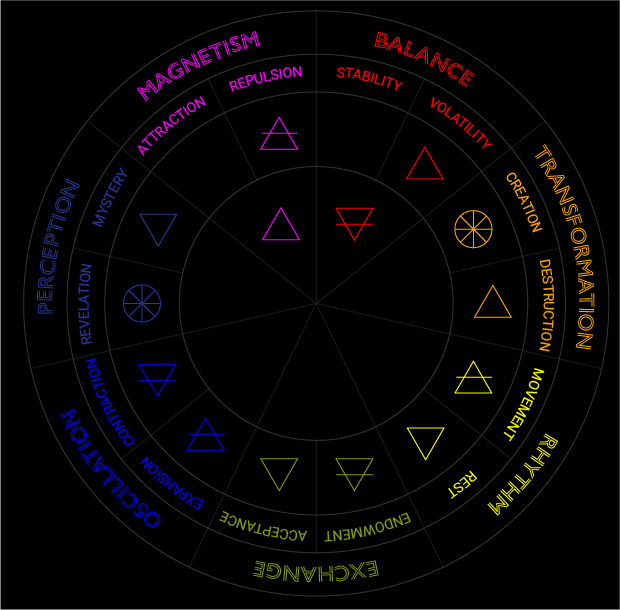 MAGNETISM
BALANCE
REPULSION
STABILITY
ATTRACTION
VOLATILITY
TRANSFORMATION
CREATION
DESTRUCTION
PERCEPTION
MYSTERY
REVELATION
MOVEMENT
REST
RHYTHM
CONTRACTION
EXPANSION
OSCILLATION
ACCEPTANCE
ENDOWMENT
EXCHANGE